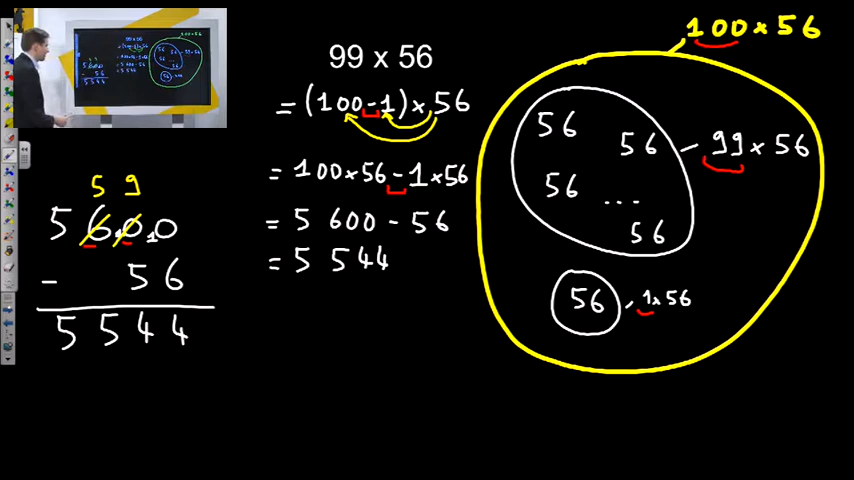 100 x 56
99 x 56
= (100 - 1) x 56
= 100 x 56 - 1 x 56
= 5 600 - 56
= 5 544
5 9
5 6 0 0
- 5 6
5 5 4 4
56
56
99 x 56
56
...
56
56
1 x 56